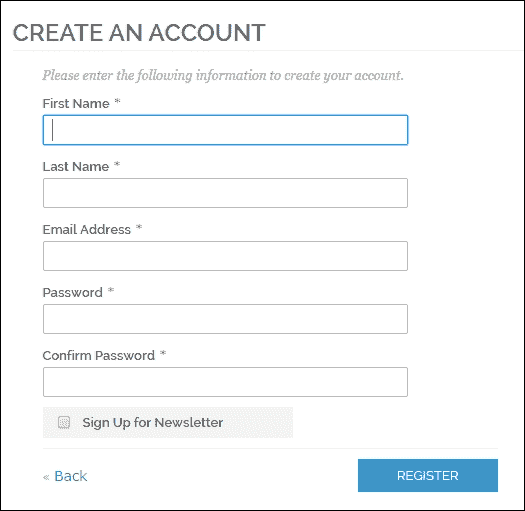 CREATE AN ACCOUNT
Please enter the following information to create your account.
First Name *
Last Name *
Email Address *
Password *
Confirm Password *
Sign Up for Newsletter
« Back
REGISTER